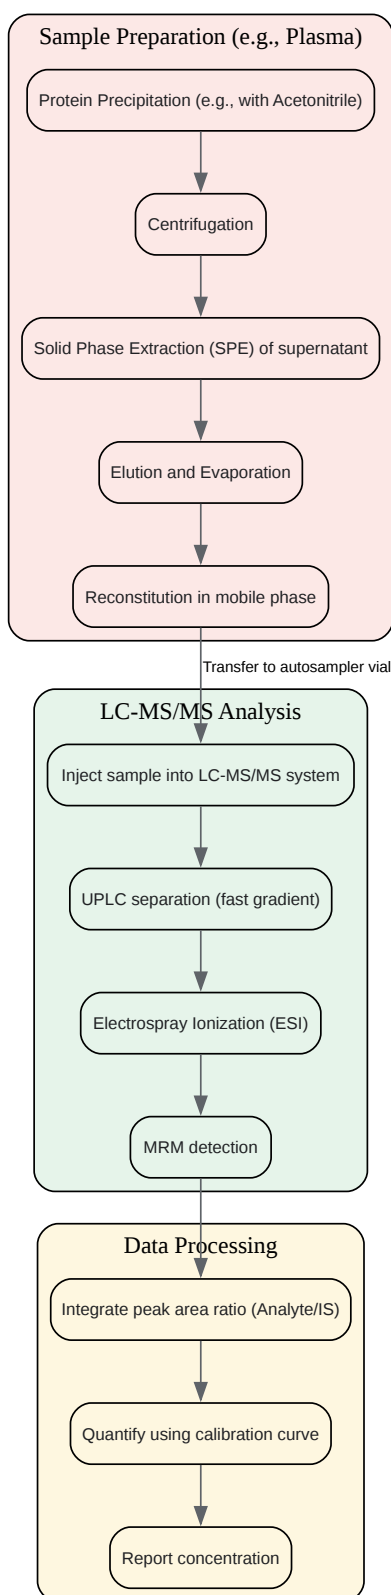 Sample Preparation (e.g., Plasma)
Protein Precipitation (e.g., with Acetonitrile)
Centrifugation
Solid Phase Extraction (SPE) of supernatant
Elution and Evaporation
Reconstitution in mobile phase
Transfer to autosampler vial
LC-MS/MS Analysis
Inject sample into LC-MS/MS system
UPLC separation (fast gradient)
Electrospray Ionization (ESI)
MRM detection
Data Processing
Integrate peak area ratio (Analyte/IS)
Quantify using calibration curve
Report concentration